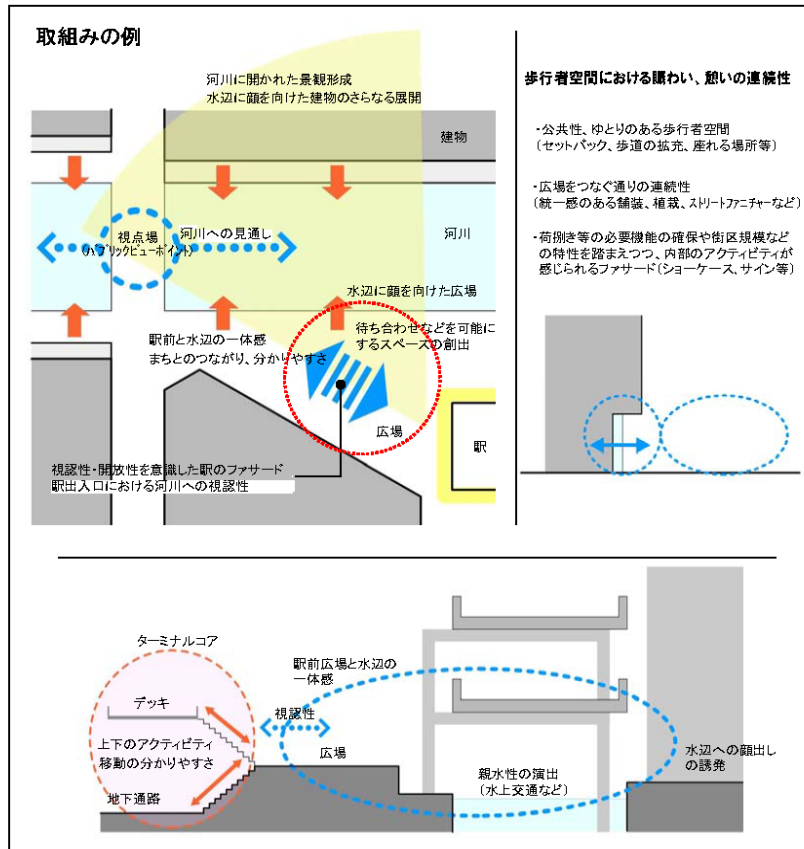 取組みの例
河川に開かれた景観形成
水辺に顔を向けた建物のさらなる展開
建物
視点場
(パブリックビューポイント)
河川への見通し
河川
水辺に顔を向けた広場
駅前と水辺の一体感
まちとのつながり、分かりやすさ
待ち合わせなどを可能に
するスペースの創出
広場
駅
視認性・開放性を意識した駅のファサード
駅出入口における河川への視認性
歩行者空間における賑わい、憩いの連続性
・公共性、ゆとりのある歩行者空間
(セットバック、歩道の拡充、座れる場所等)
・広場をつなぐ通りの連続性
(統一感のある舗装、植栽、ストリートファニチャーなど)
・荷捌き等の必要機能の確保や街区規模など
の特性を踏まえつつ、内部のアクティビティが
感じられるファサード(ショーケース、サイン等)
ターミナルコア
デッキ
上下のアクティビティ
移動の分かりやすさ
地下通路
駅前広場と水辺の
一体感
視認性
広場
親水性の演出
(水上交通など)
水辺への顔出し
の誘発